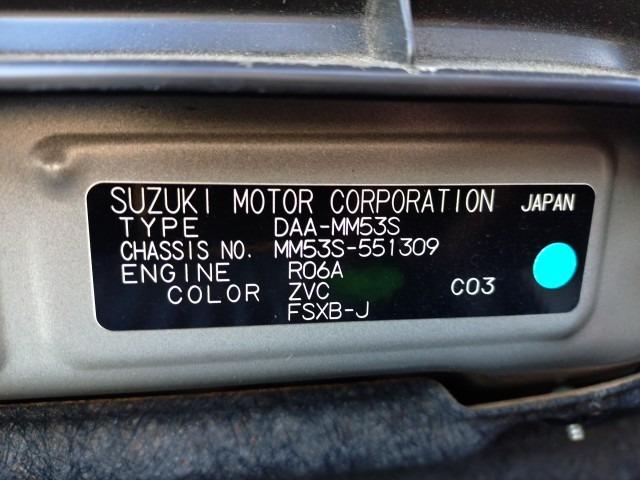 SUZUKI MOTOR CORPORATION JAPAN
TYPE DAA-MM53S
CHASSIS NO. MM53S-551309
ENGINE R06A
COLOR ZVC C03
FSXB-J